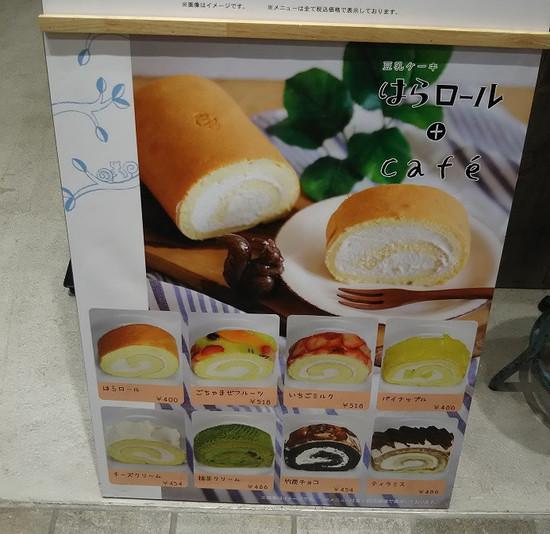 ※画像はイメージです。 ※メニューは全て税込価格で表示しております。
豆乳ケーキ
はらロール
+
café
はらロール
¥400
ごちゃまぜフルーツ
¥518
いちごミルク
¥518
パイナップル
¥486
チーズクリーム
¥454
抹茶クリーム
¥486
竹炭チョコ
¥454
ティラミス
¥486